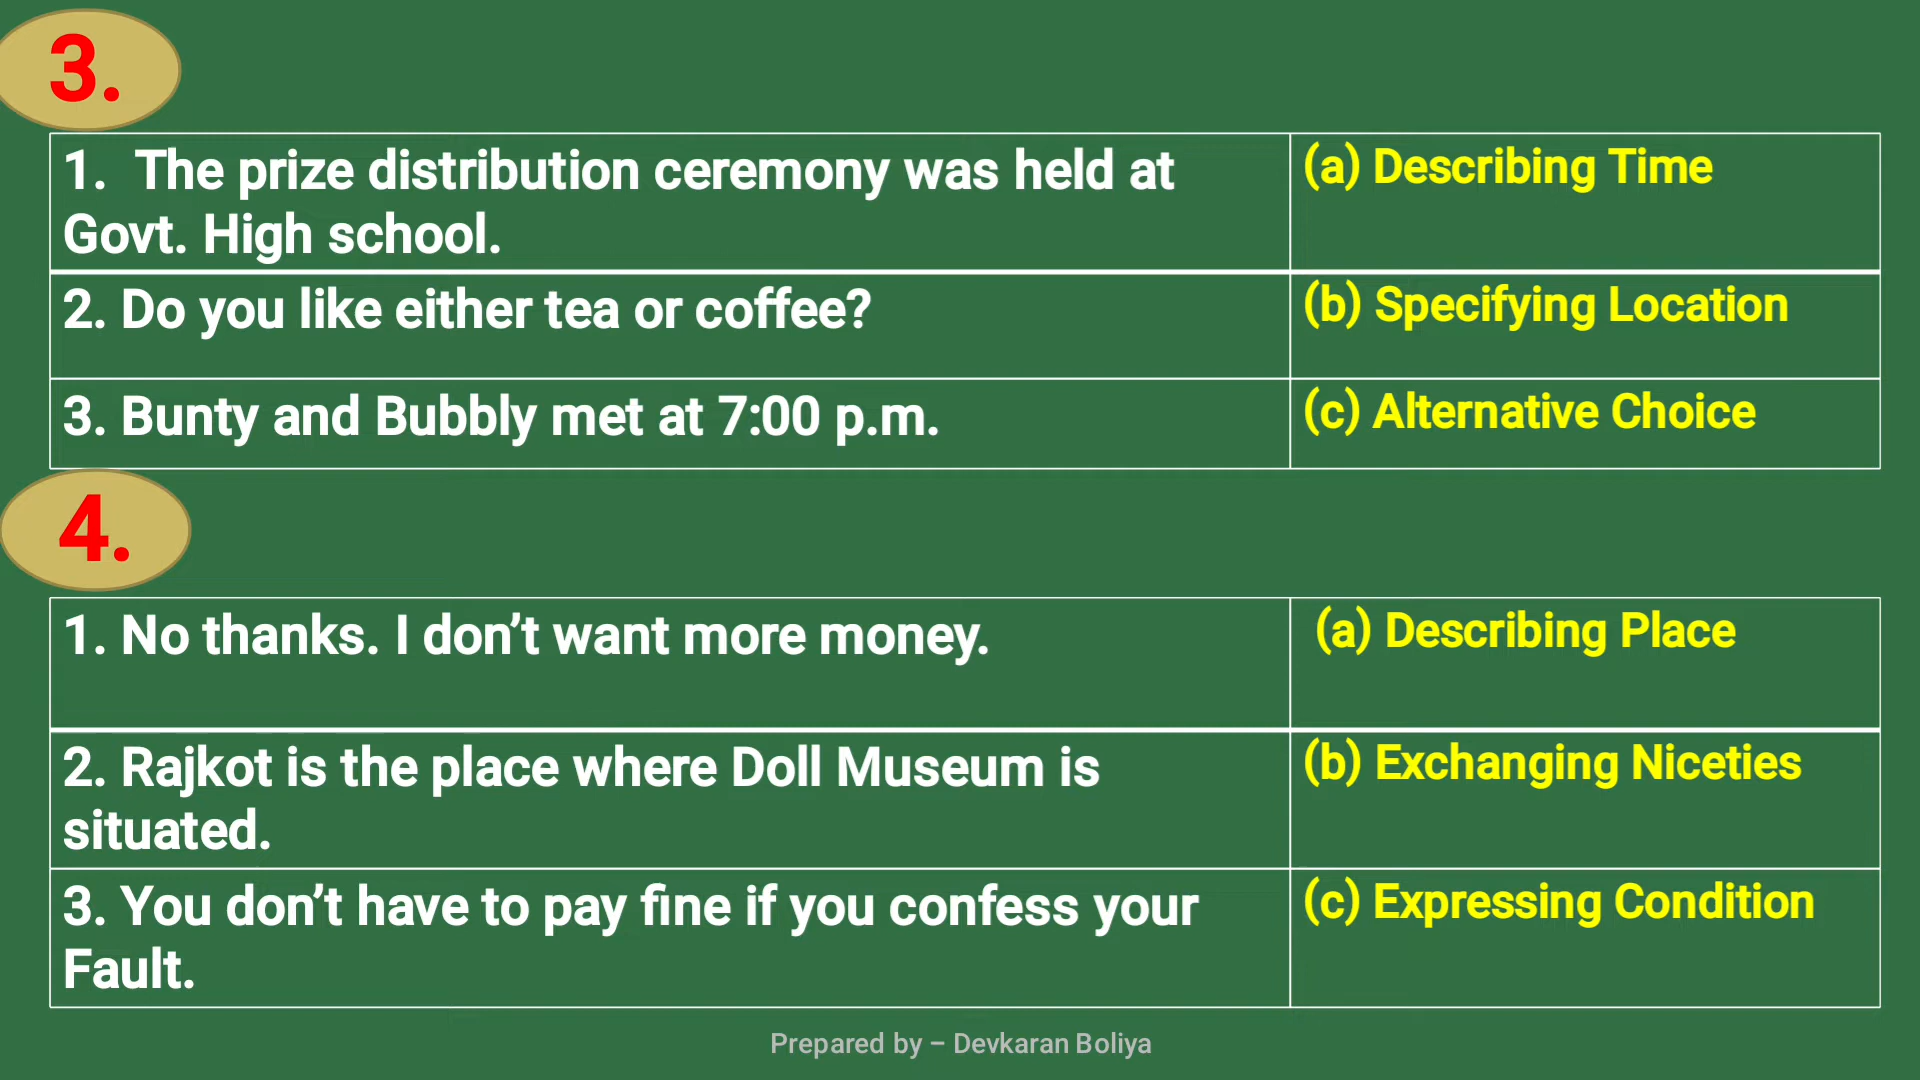 3.
1. The prize distribution ceremony was held at
Govt. High school.
(a) Describing Time
2. Do you like either tea or coffee?
(b) Specifying Location
3. Bunty and Bubbly met at 7:00 p.m.
(c) Alternative Choice
4.
1. No thanks. I don’t want more money.
(a) Describing Place
2. Rajkot is the place where Doll Museum is
situated.
(b) Exchanging Niceties
3. You don’t have to pay fine if you confess your
Fault.
(c) Expressing Condition
Prepared by – Devkaran Boliya